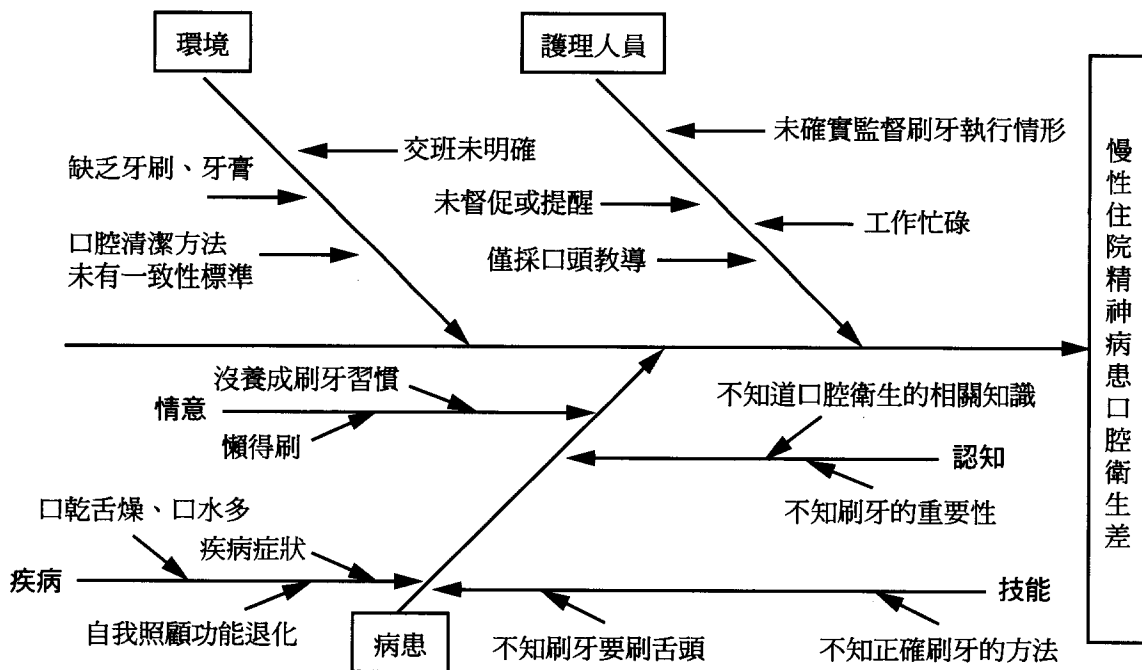 環境
護理人員
未確實監督刷牙執行情形
交班未明確
缺乏牙刷、牙膏
未督促或提醒
工作忙碌
口腔清潔方法
未有一致性標準
僅採口頭教導
慢性住院精神病患口腔衛生差
沒養成刷牙習慣
情意
懶得刷
不知道口腔衛生的相關知識
認知
不知刷牙的重要性
口乾舌燥、口水多
疾病症狀
疾病
技能
自我照顧功能退化
病患
不知刷牙要刷舌頭
不知正確刷牙的方法